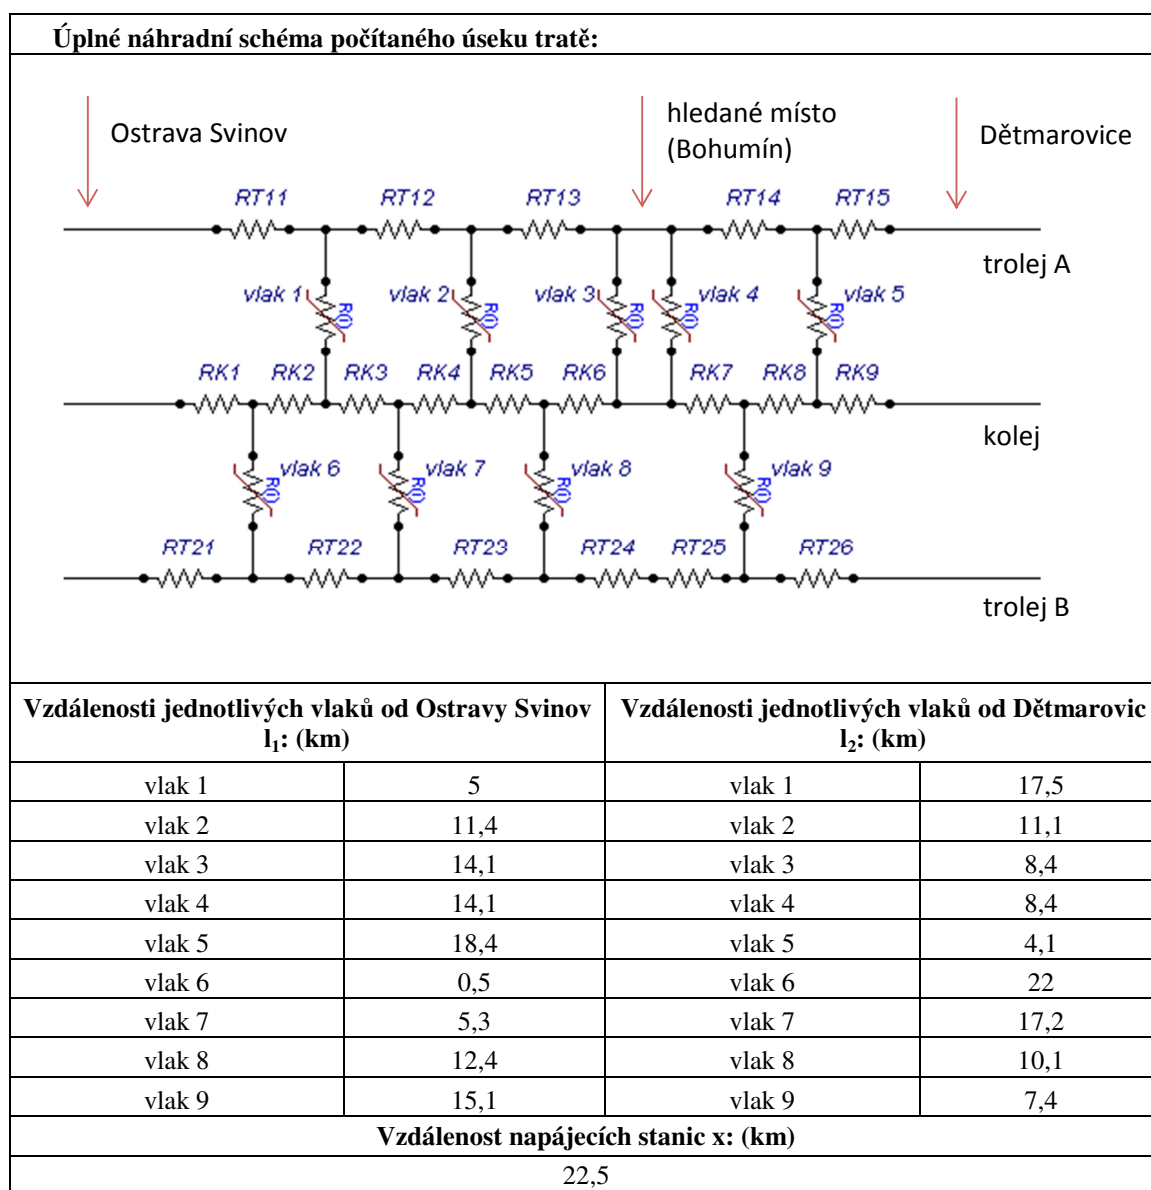 Úplné náhradní schéma počítaného úseku tratě:
Ostrava Svinov
hledané místo
(Bohumín)
Dětmarovice
RT11 RT12 RT13 RT14 RT15
trolej A
vlak 1 R(I) vlak 2 R(I) vlak 3 R(I) vlak 4 R(I) vlak 5
RK1 RK2 RK3 RK4 RK5 RK6 RK7 RK8 RK9
kolej
R(I) vlak 6 R(I) vlak 7 R(I) vlak 8 R(I) vlak 9
RT21 RT22 RT23 RT24 RT25 RT26
trolej B
Vzdálenosti jednotlivých vlaků od Ostravy Svinov
l1: (km)
Vzdálenosti jednotlivých vlaků od Dětmarovic
l2: (km)
vlak 1 5 vlak 1 17,5
vlak 2 11,4 vlak 2 11,1
vlak 3 14,1 vlak 3 8,4
vlak 4 14,1 vlak 4 8,4
vlak 5 18,4 vlak 5 4,1
vlak 6 0,5 vlak 6 22
vlak 7 5,3 vlak 7 17,2
vlak 8 12,4 vlak 8 10,1
vlak 9 15,1 vlak 9 7,4
Vzdálenost napájecích stanic x: (km)
22,5